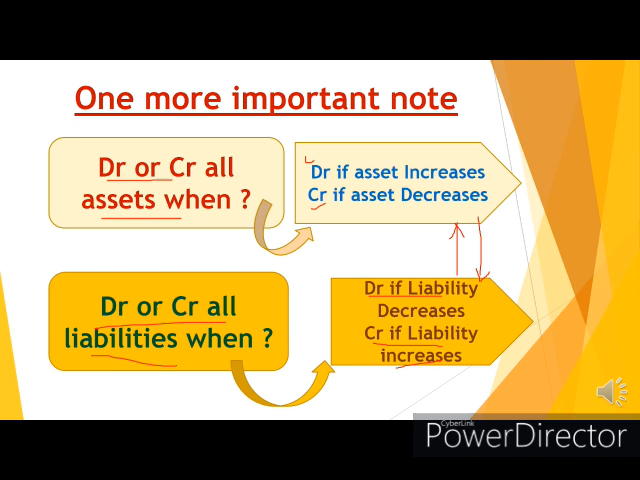 One more important note
Dr or Cr all
assets when ?
Dr if asset Increases
Cr if asset Decreases
Dr or Cr all
liabilities when ?
Dr if Liability
Decreases
Cr if Liability
increases
CyberLink
PowerDirector